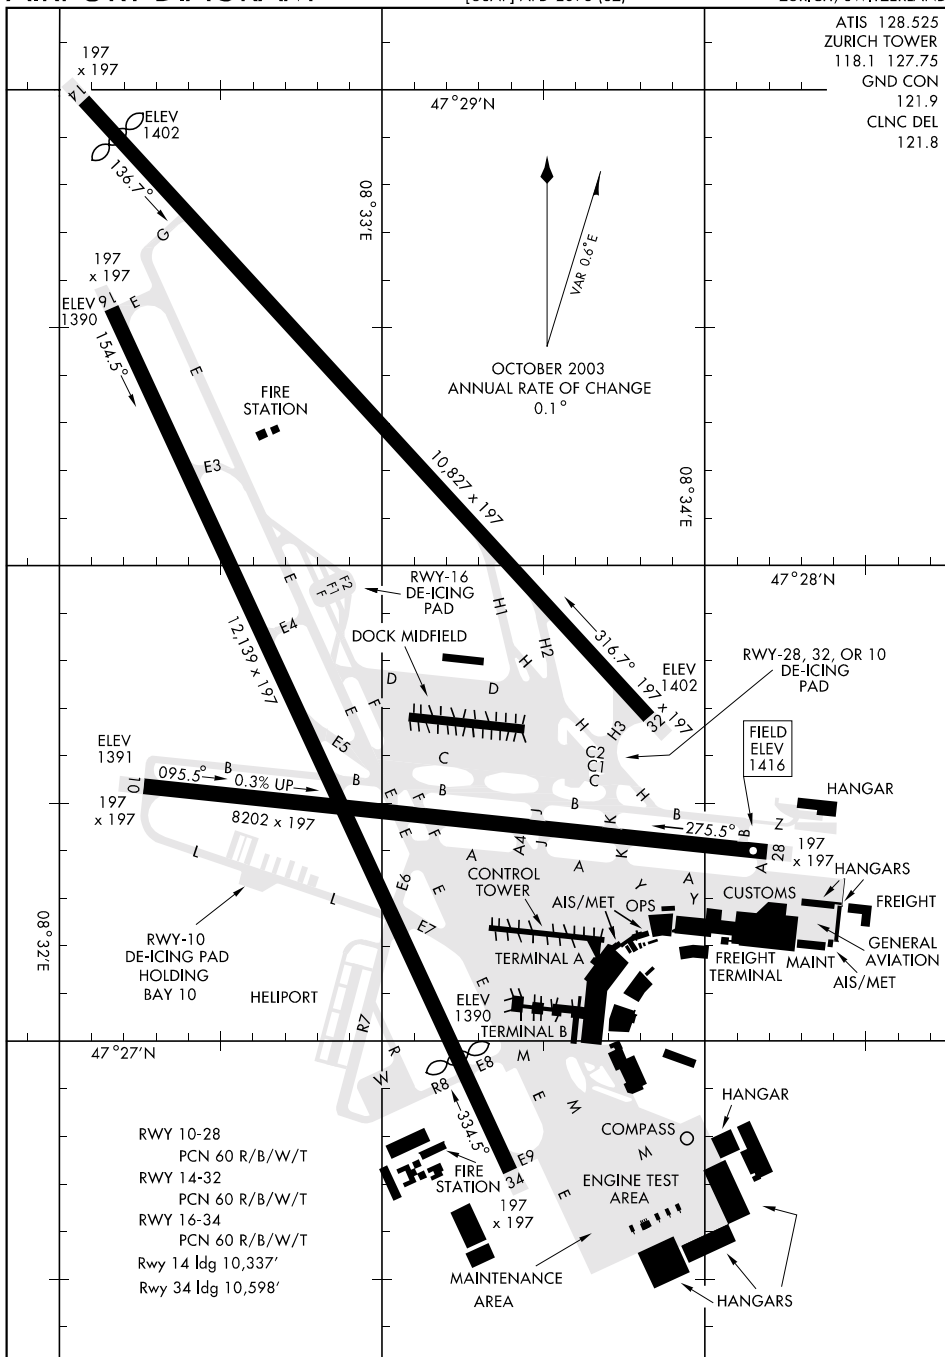 ATIS 128.525
ZURICH TOWER
118.1 127.75
GND CON
121.9
CLNC DEL
121.8
197
x 197
14
ELEV
1402
136.7°
G
47°29'N
08°33'E
VAR 0.6°E
OCTOBER 2003
ANNUAL RATE OF CHANGE
0.1°
197
x 197
16
E
ELEV
1390
154.5°
E
FIRE
STATION
E3
10,827 x 197
08°34'E
47°28'N
E
F2
F1
F
RWY-16
DE-ICING
PAD
E4
12,139 x 197
DOCK MIDFIELD
H1
H2
H
316.7°
197
x 197
ELEV
1402
32
RWY-28, 32, OR 10
DE-ICING
PAD
D
D
E
F
E5
H
H3
C
C2
C1
C
H
FIELD
ELEV
1416
ELEV
1391
10
095.5°
B
0.3% UP
B
8202 x 197
197
x 197
E
F
B
J
B
K
B
275.5°
B
Z
HANGAR
E
F
A
A4
J
A
K
Y
A
Y
A
28
197
x 197
L
L
E6
E
E7
CONTROL
TOWER
AIS/MET
OPS
CUSTOMS
HANGARS
FREIGHT
08°32'E
RWY-10
DE-ICING PAD
HOLDING
BAY 10
TERMINAL A
FREIGHT
TERMINAL
MAINT
GENERAL
AVIATION
AIS/MET
HELIPORT
E
ELEV
1390
TERMINAL B
R7
R
W
R8
E8
M
47°27'N
334.5°
E
M
E9
34
197
x 197
E
COMPASS
M
HANGAR
ENGINE TEST
AREA
FIRE
STATION
RWY 10-28
PCN 60 R/B/W/T
RWY 14-32
PCN 60 R/B/W/T
RWY 16-34
PCN 60 R/B/W/T
Rwy 14 ldg 10,337'
Rwy 34 ldg 10,598'
MAINTENANCE
AREA
HANGARS